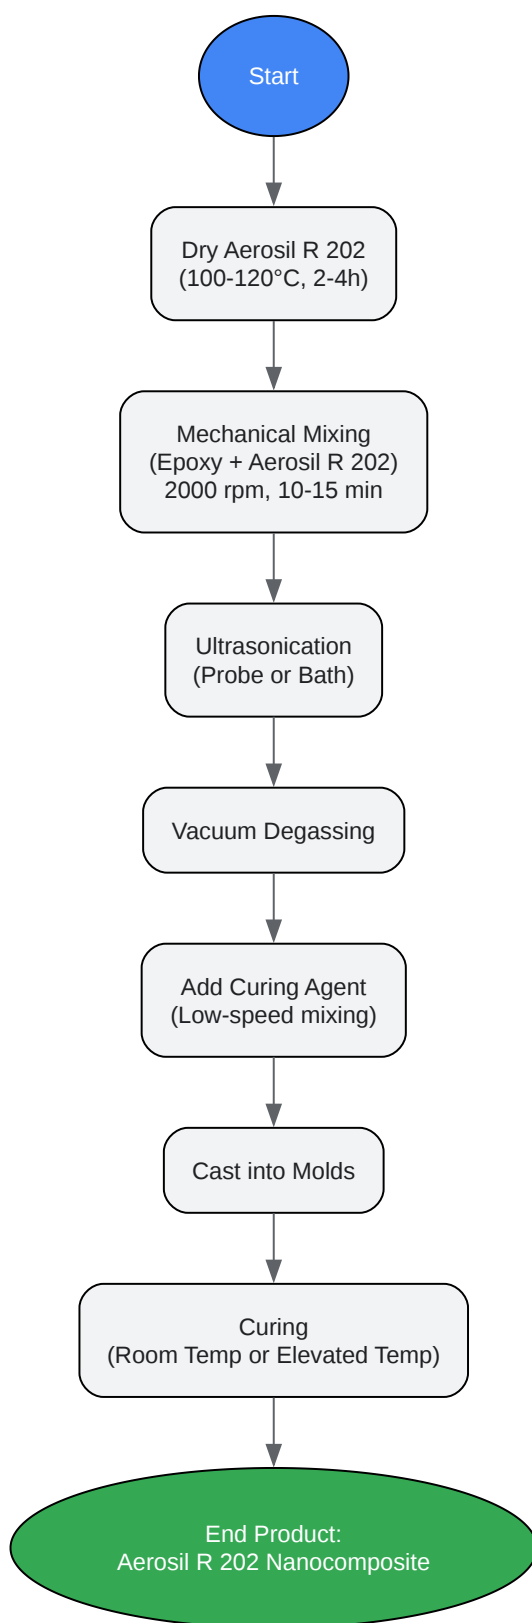 Start
Dry Aerosil R 202
(100-120°C, 2-4h)
Mechanical Mixing
(Epoxy + Aerosil R 202)
2000 rpm, 10-15 min
Ultrasonication
(Probe or Bath)
Vacuum Degassing
Add Curing Agent
(Low-speed mixing)
Cast into Molds
Curing
(Room Temp or Elevated Temp)
End Product:
Aerosil R 202 Nanocomposite